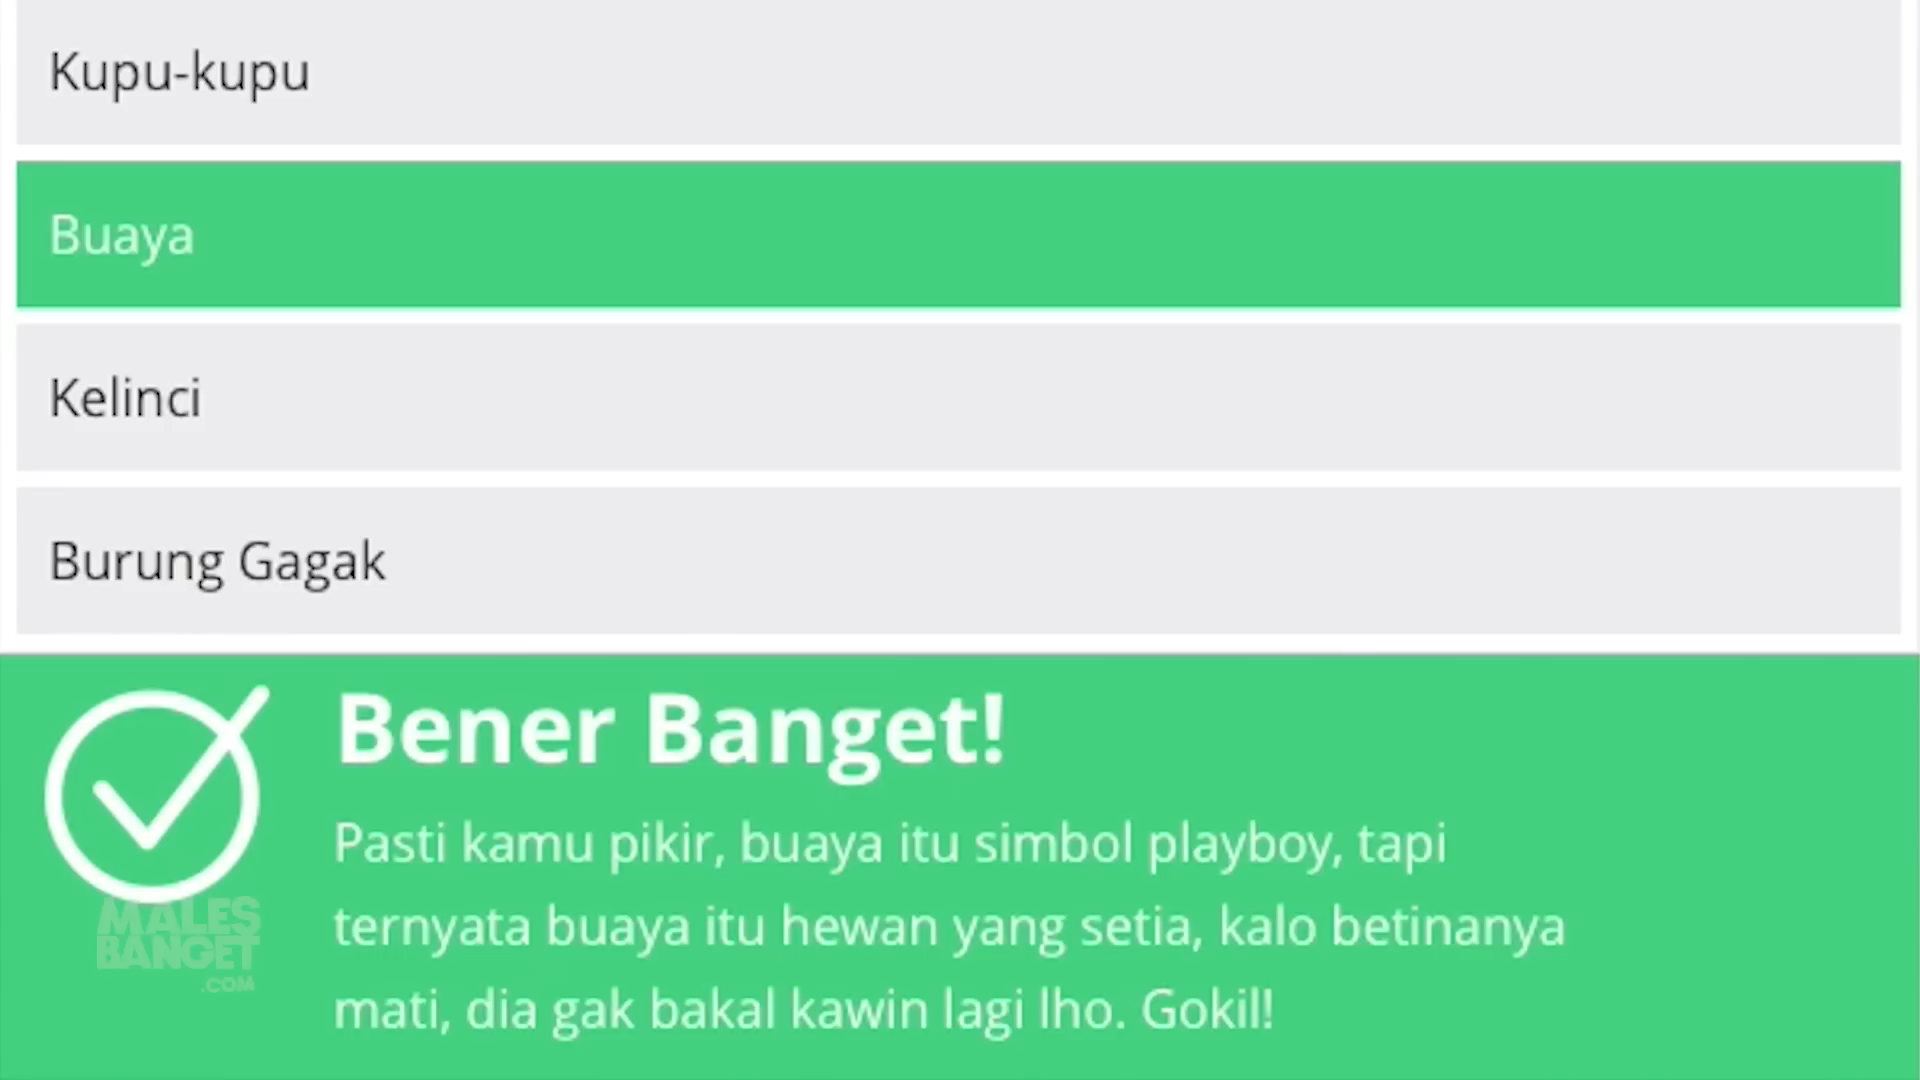 Kupu-kupu
Buaya
Kelinci
Burung Gagak
Bener Banget!
Pasti kamu pikir, buaya itu simbol playboy, tapi
ternyata buaya itu hewan yang setia, kalo betinanya
mati, dia gak bakal kawin lagi lho. Gokil!
MALES
BANGET
.COM